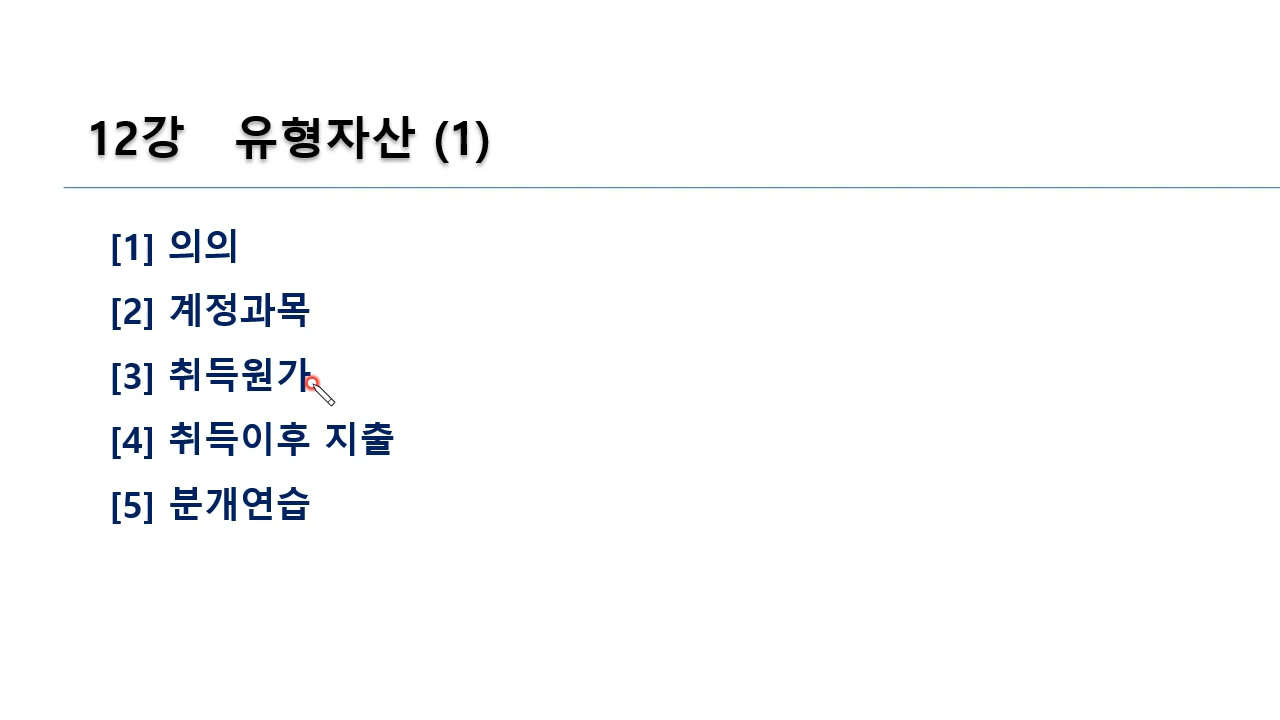 12강 유형자산 (1)
[1] 의의
[2] 계정과목
[3] 취득원가
[4] 취득이후 지출
[5] 분개연습